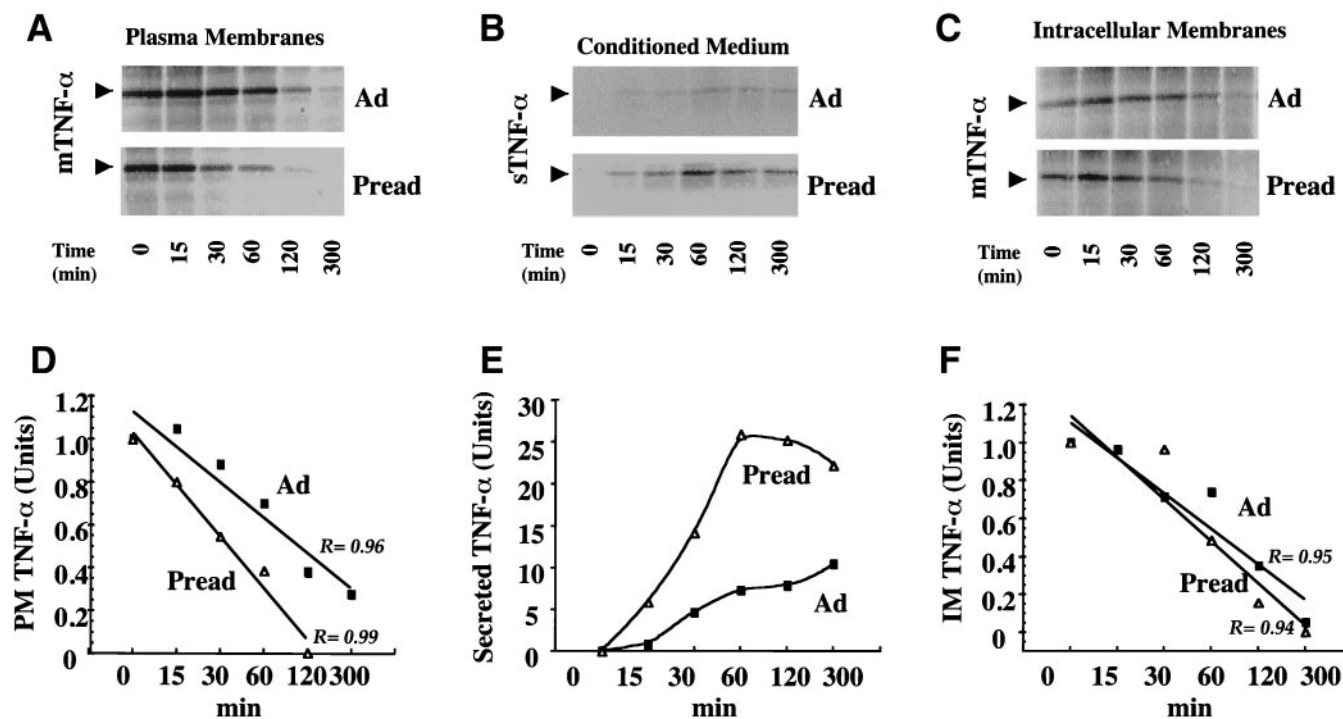 A
Plasma Membranes
mTNF-α
Ad
Pread
Time
(min)
0
15
30
60
120
300
B
Conditioned Medium
sTNF-α
Ad
Pread
Time
(min)
0
15
30
60
120
300
C
Intracellular Membranes
mTNF-α
Ad
Pread
Time
(min)
0
15
30
60
120
300
D
PM TNF-α (Units)
1.2
1.0
0.8
0.6
0.4
0.2
0
Ad
R= 0.96
Pread
R= 0.99
0 15 30 60 120 300
min
E
Secreted TNF-α (Units)
30
25
20
15
10
5
0
Pread
Ad
0 15 30 60 120 300
min
F
IM TNF-α (Units)
1.2
1.0
0.8
0.6
0.4
0.2
0
Ad
R= 0.95
Pread
R= 0.94
0 15 30 60 120 300
min